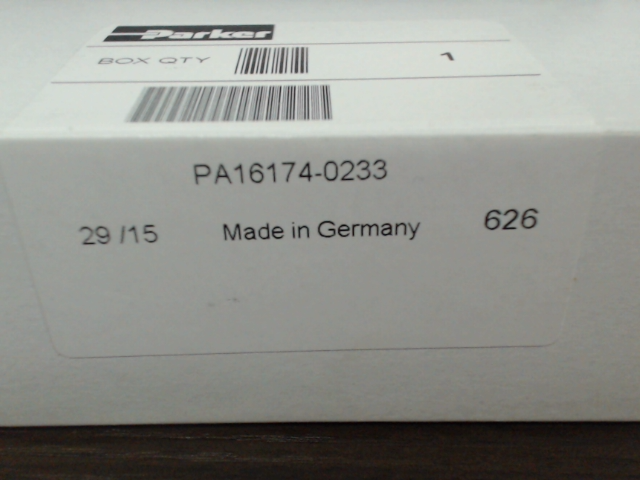 Parker
BOX QTY 1
PA16174-0233
29 /15 Made in Germany 626